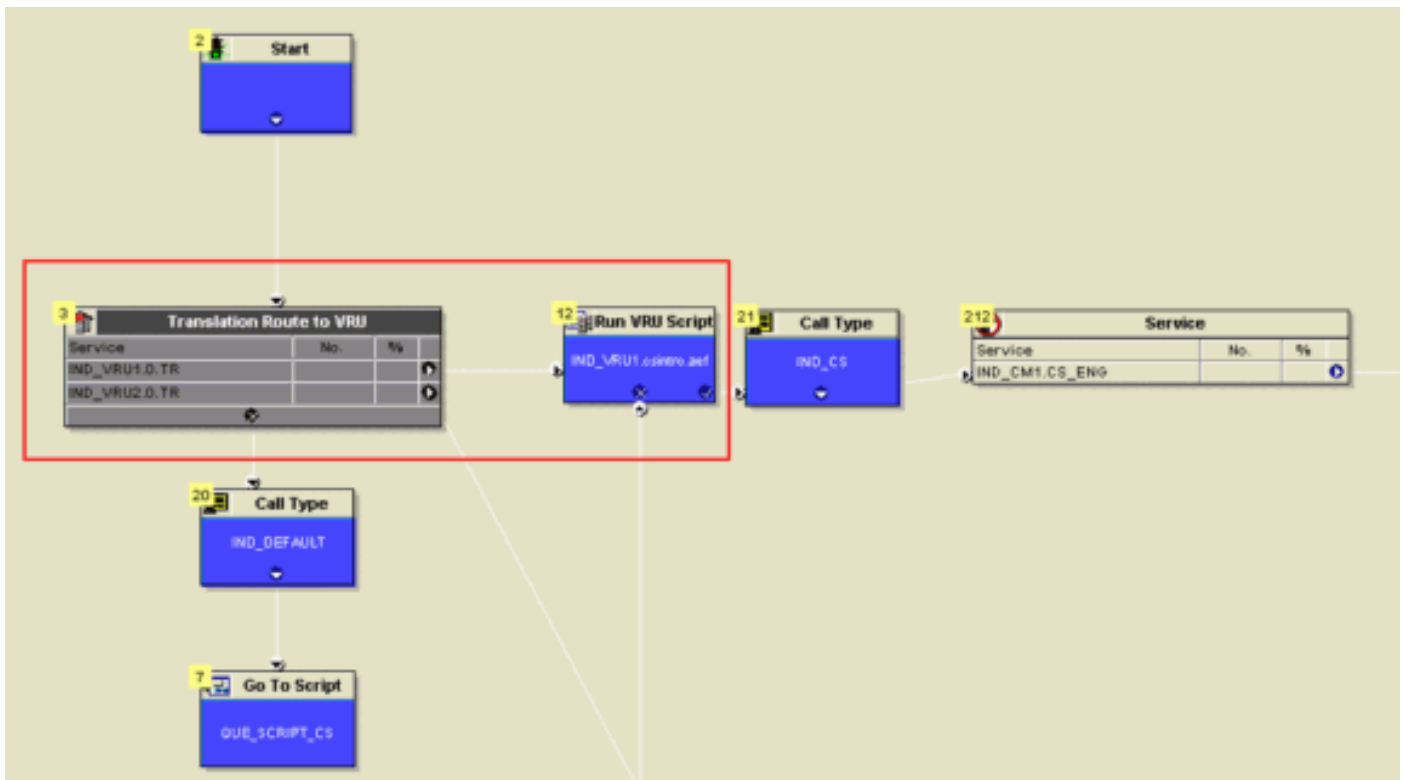 2
Start
3
Translation Route to VRU
Service No. %
IND_VRU1.0.TR
IND_VRU2.0.TR
12
Run VRU Script
IND_VRU1.csintro.aef
21
Call Type
IND_CS
212
Service
Service No. %
IND_CM1.CS_ENG
20
Call Type
IND_DEFAULT
7
Go To Script
QUE_SCRIPT_CS